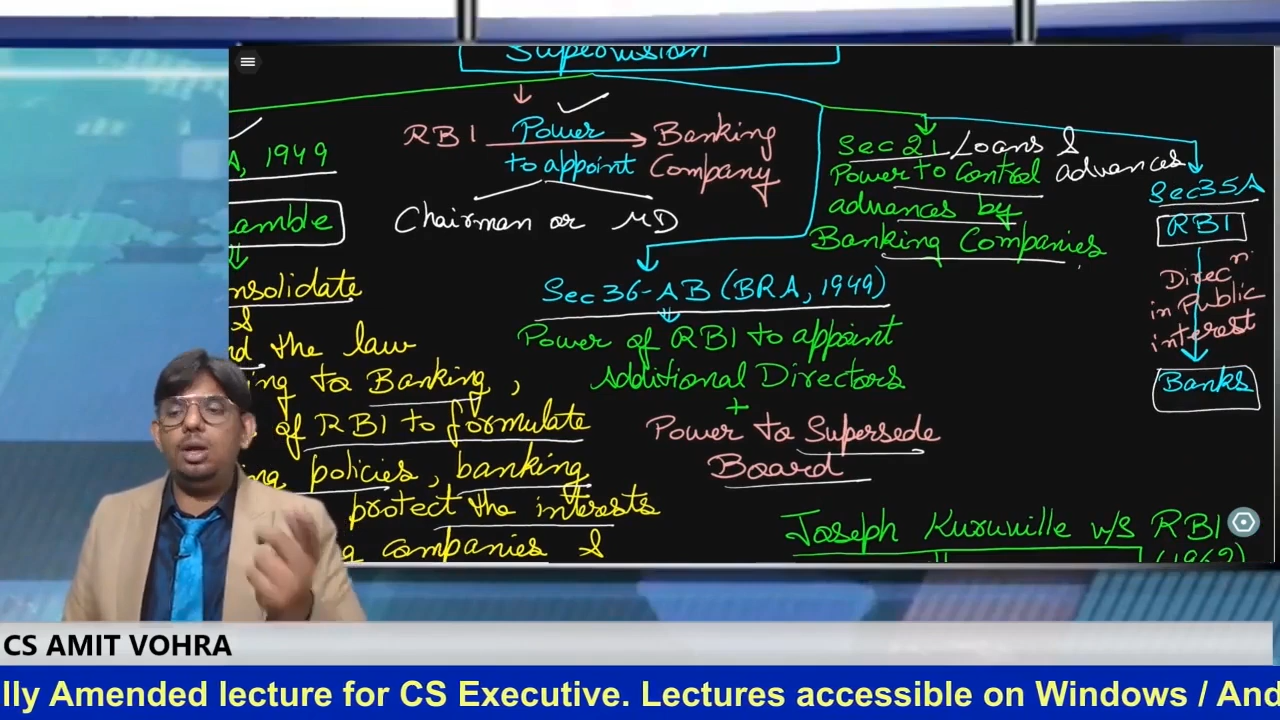 Supervision
RBI Power Banking
to appoint Company
Chairman or MD
A, 1949
amble
nsolidate
&
nd the law
ing to Banking,
of RBI to formulate
ng policies, banking
protect the interests
g companies &
Sec 36-AB (BRA, 1949)
Power of RBI to appoint
Additional Directors
+
Power to Supersede
Board
Sec 21 Loans &
advances
Power to Control
advances by
Banking Companies
Sec 35A
RBI
Direcⁿ
in Public
interest
Banks
Joseph Kuruville v/s RBI
(1962)
CS AMIT VOHRA
lly Amended lecture for CS Executive. Lectures accessible on Windows / And